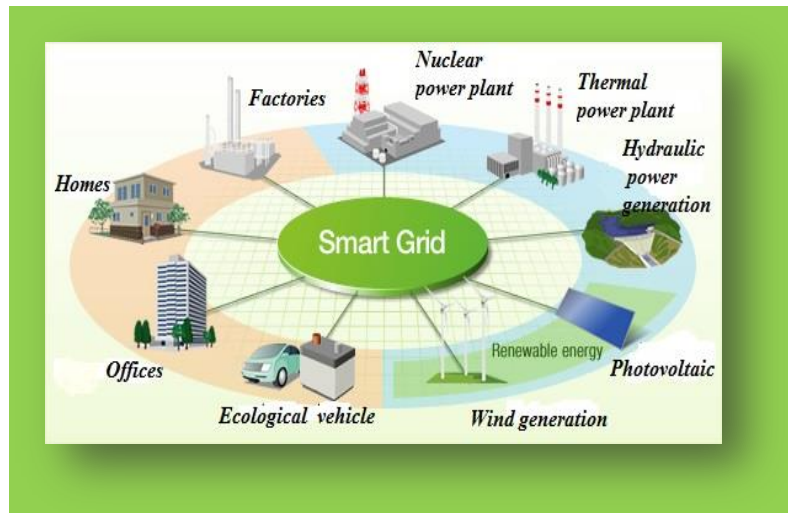 Nuclear
power plant
Thermal
power plant
Factories
Hydraulic
power
generation
Homes
Smart Grid
Renewable energy
Photovoltaic
Offices
Ecological vehicle
Wind generation